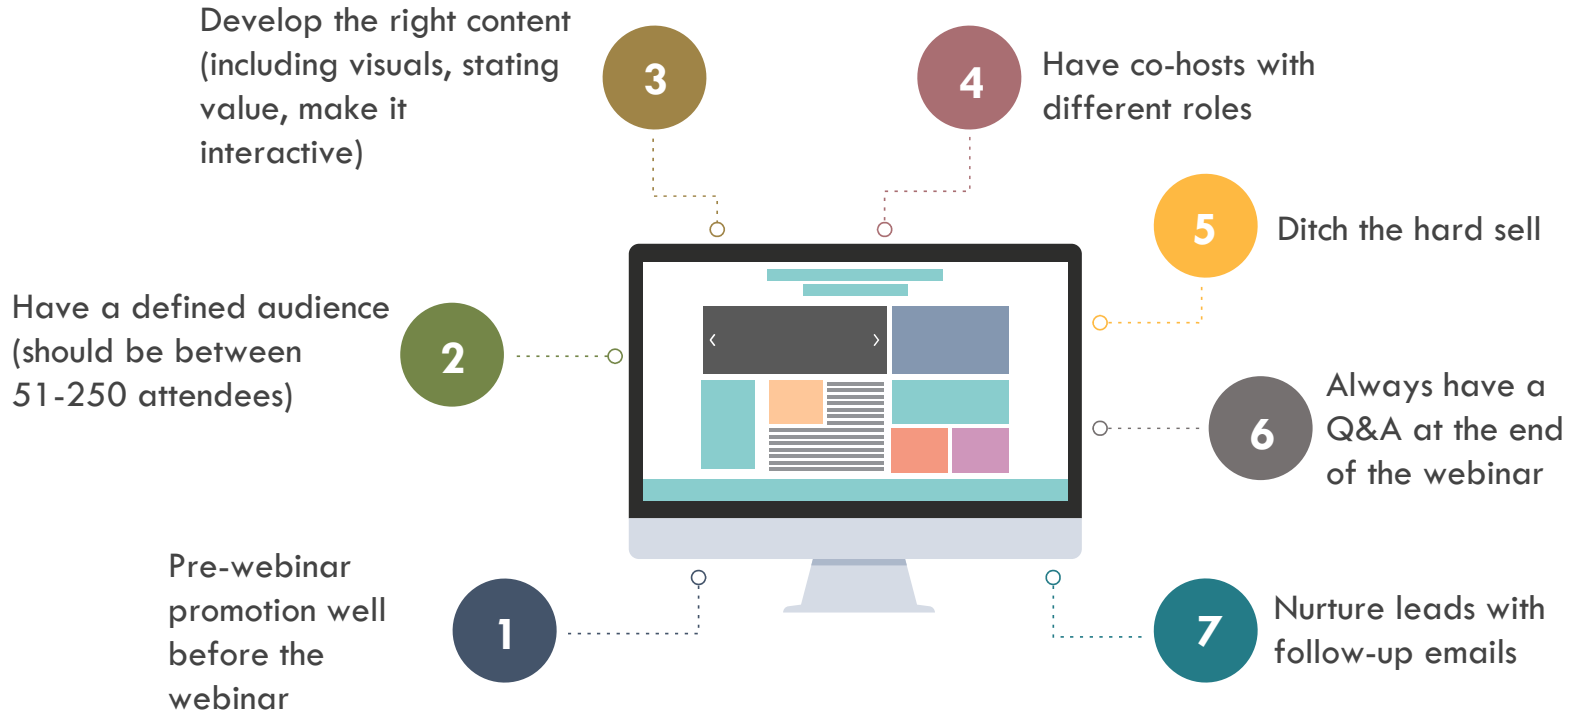 Develop the right content
(including visuals, stating
value, make it
interactive)
3
4
Have co-hosts with
different roles
5
Ditch the hard sell
Have a defined audience
(should be between
51-250 attendees)
2
6
Always have a
Q&A at the end
of the webinar
Pre-webinar
promotion well
before the
webinar
1
7
Nurture leads with
follow-up emails